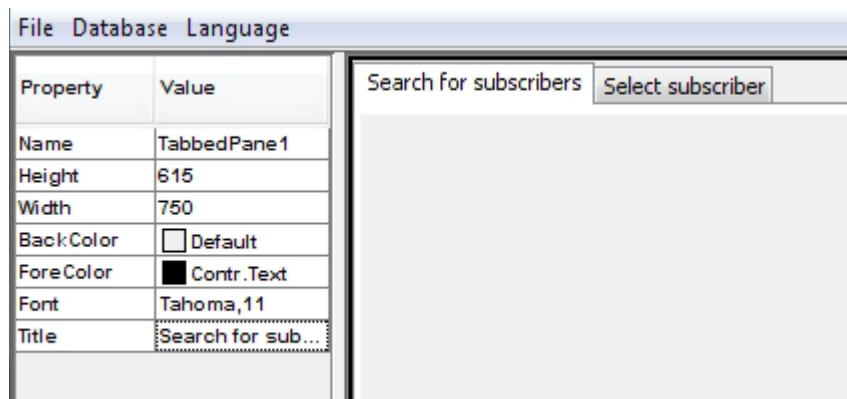 File Database Language
Property Value
Name TabbedPane1
Height 615
Width 750
BackColor Default
ForeColor Contr.Text
Font Tahoma,11
Title Search for sub...
Search for subscribers Select subscriber